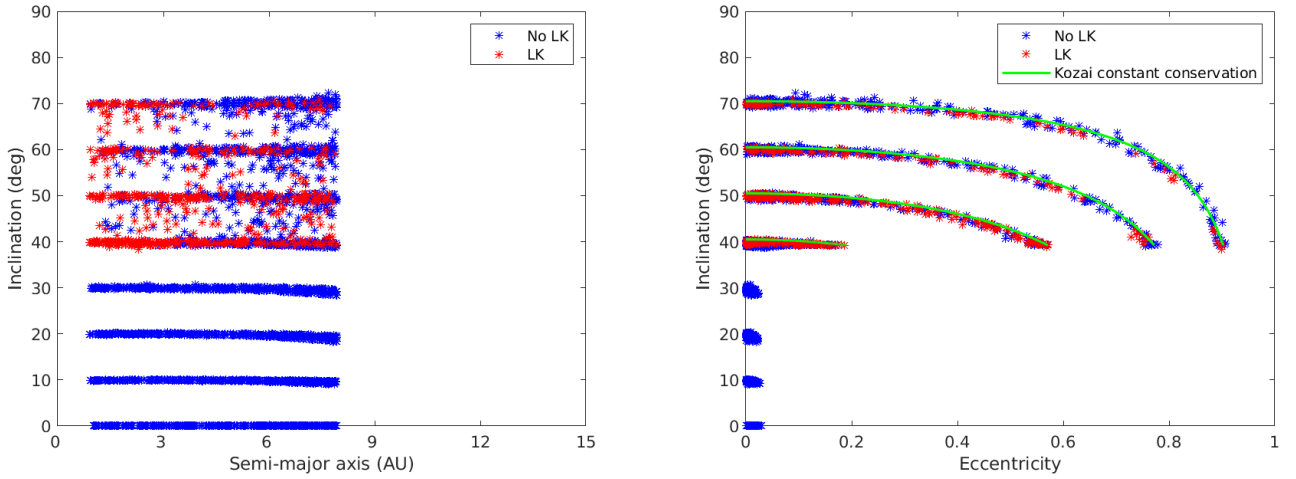 90
80
70
60
50
40
30
20
10
0
0 3 6 9 12 15
Inclination (deg)
Semi-major axis (AU)
No LK
LK
90
80
70
60
50
40
30
20
10
0
0 0.2 0.4 0.6 0.8 1
Inclination (deg)
Eccentricity
No LK
LK
Kozai constant conservation